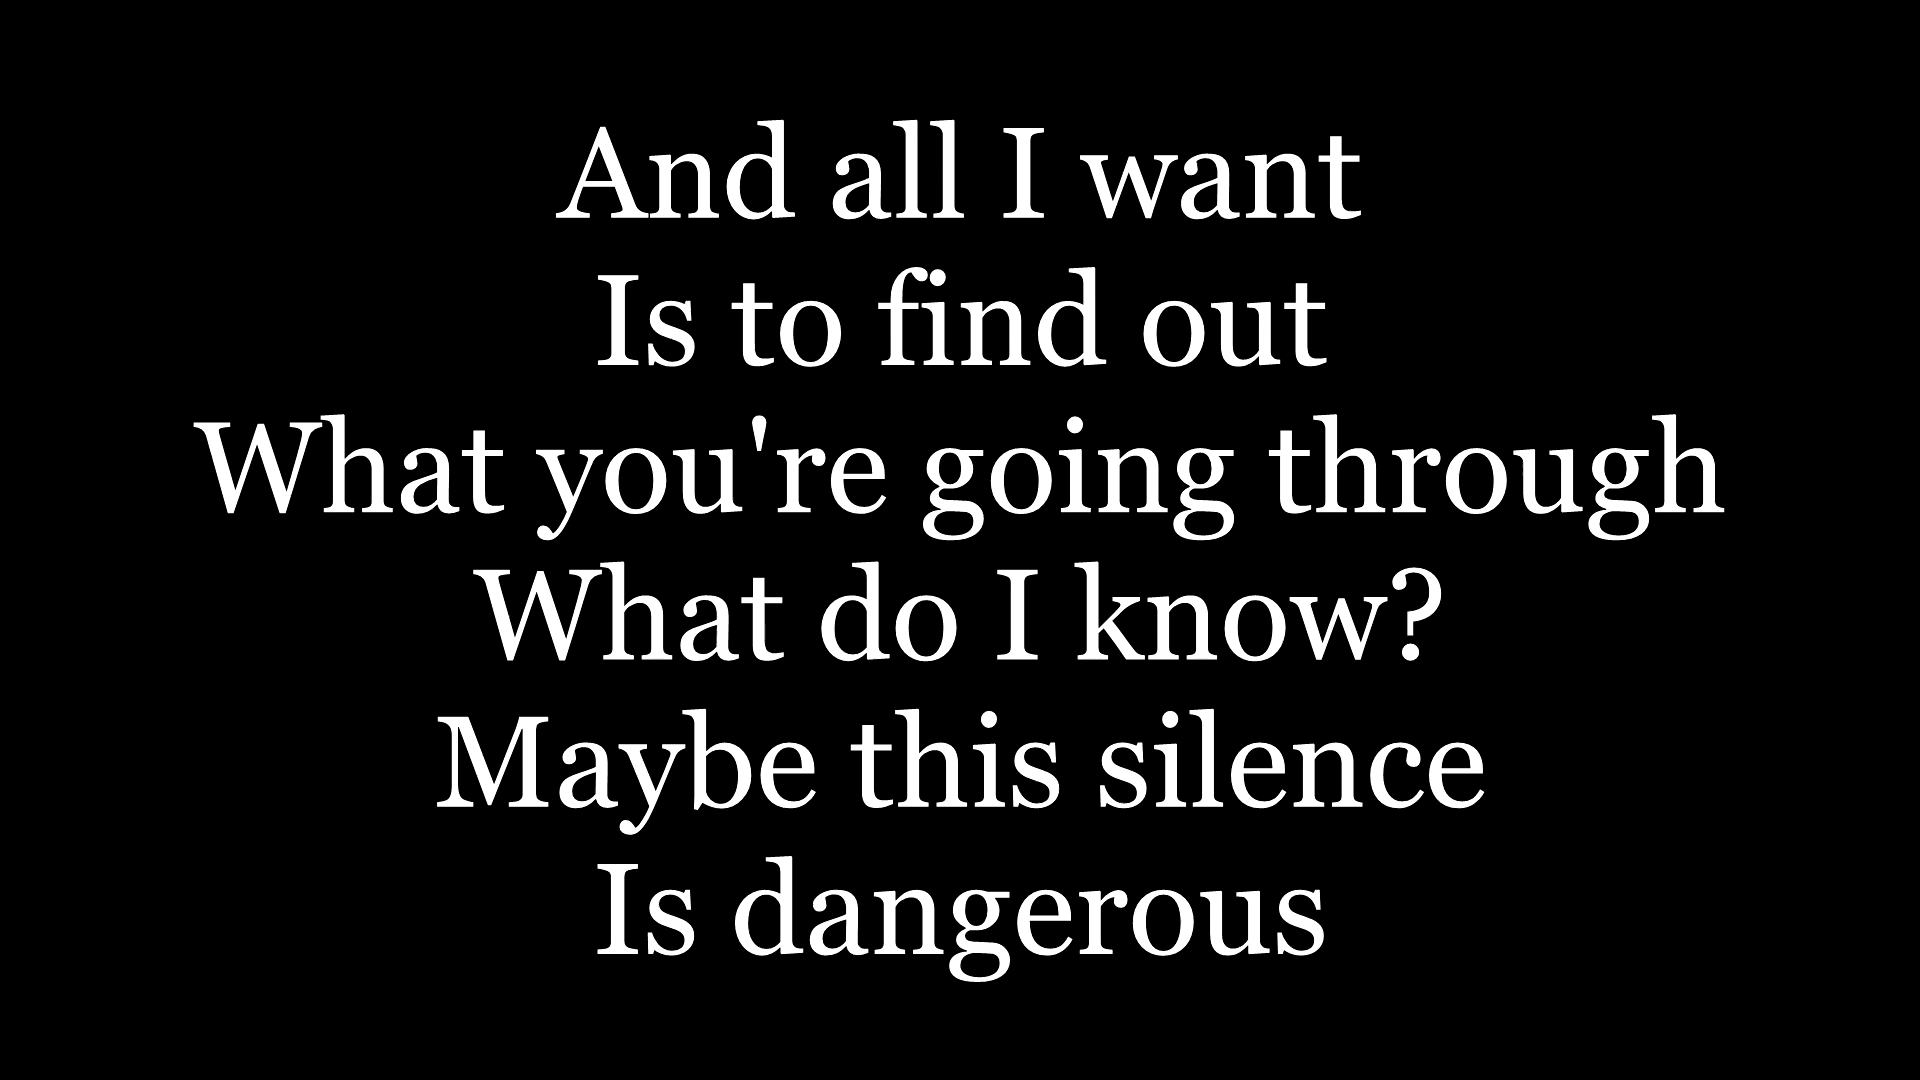 And all I want
Is to find out
What you're going through
What do I know?
Maybe this silence
Is dangerous